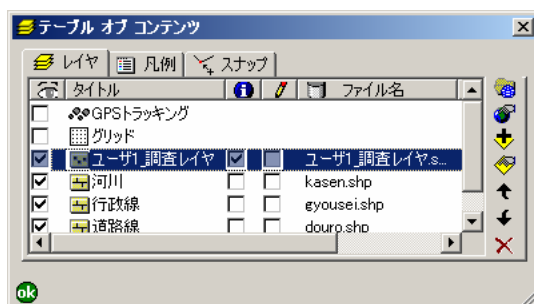 テーブル オブ コンテンツ
レイヤ 凡例 スナップ
タイトル ファイル名
GPSトラッキング
グリッド
ユーザ1_調査レイヤ ユーザ1_調査レイヤ.s...
河川 kasen.shp
行政線 gyousei.shp
道路線 douro.shp
ok